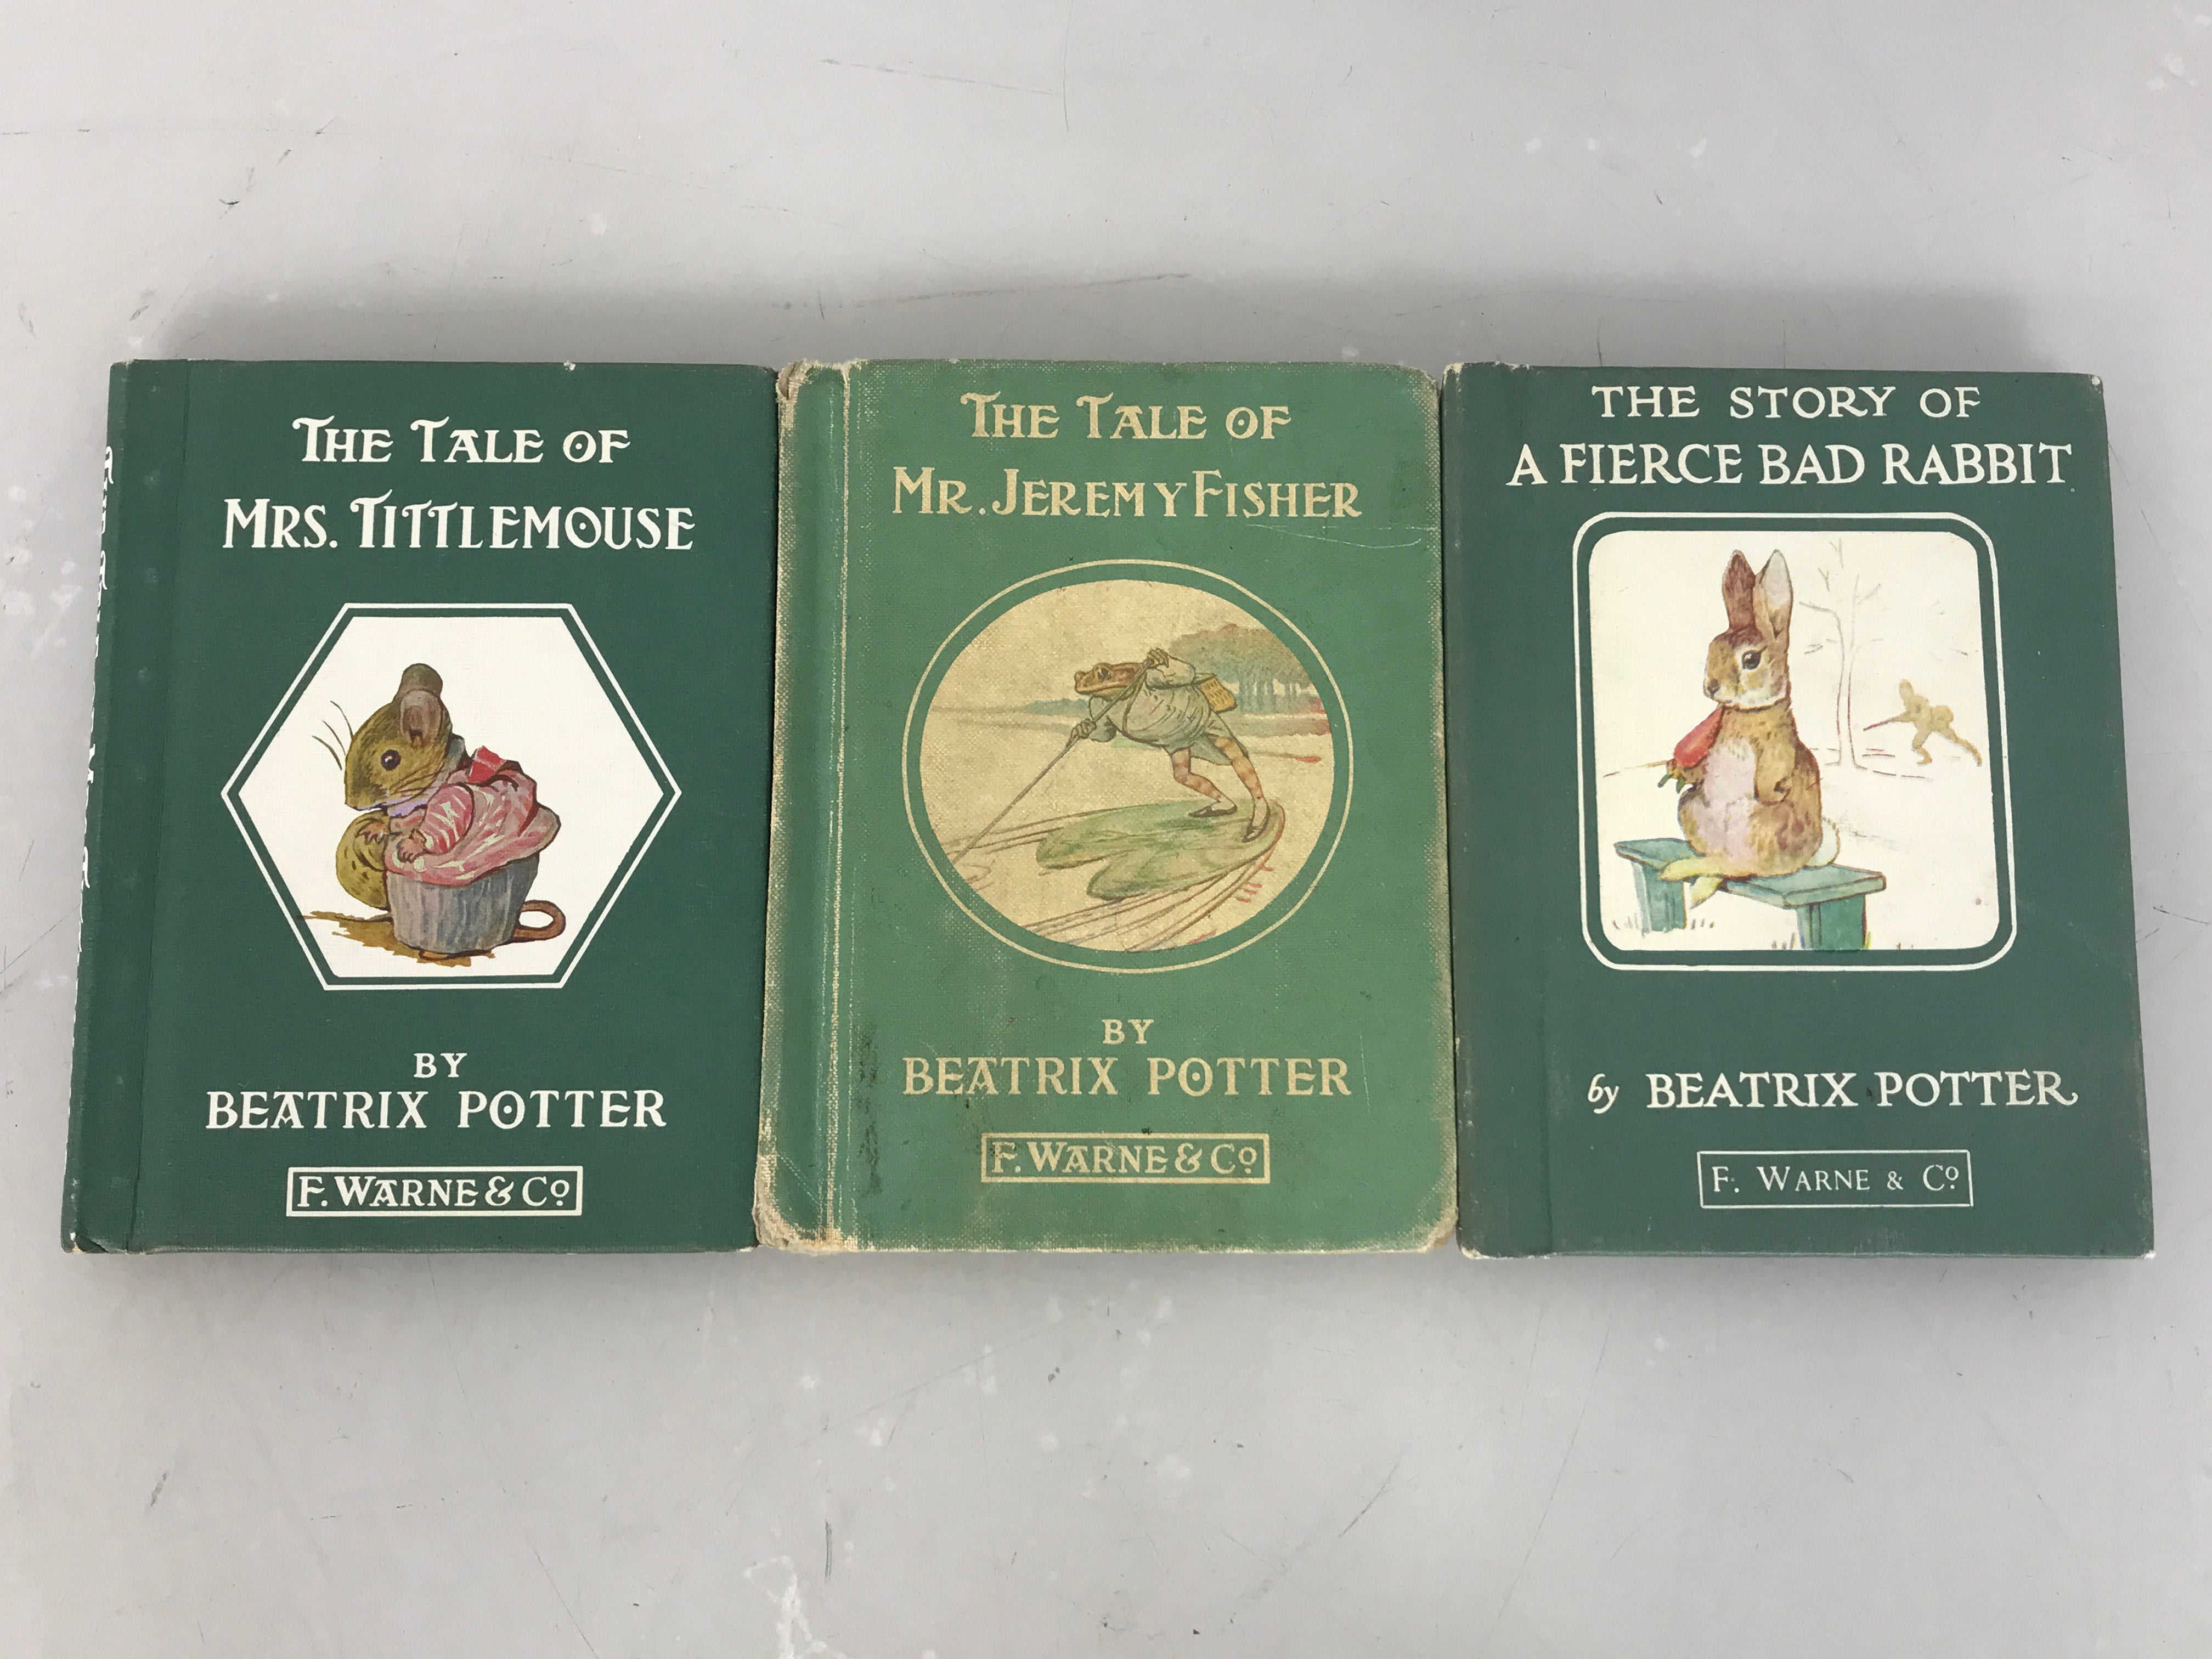 THE TALE OF
MRS. TITTLEMOUSE
BY
BEATRIX POTTER
F. WARNE & Co
THE TALE OF
MR. JEREMY FISHER
BY
BEATRIX POTTER
F. WARNE & Co
THE STORY OF
A FIERCE BAD RABBIT
by BEATRIX POTTER
F. WARNE & Co